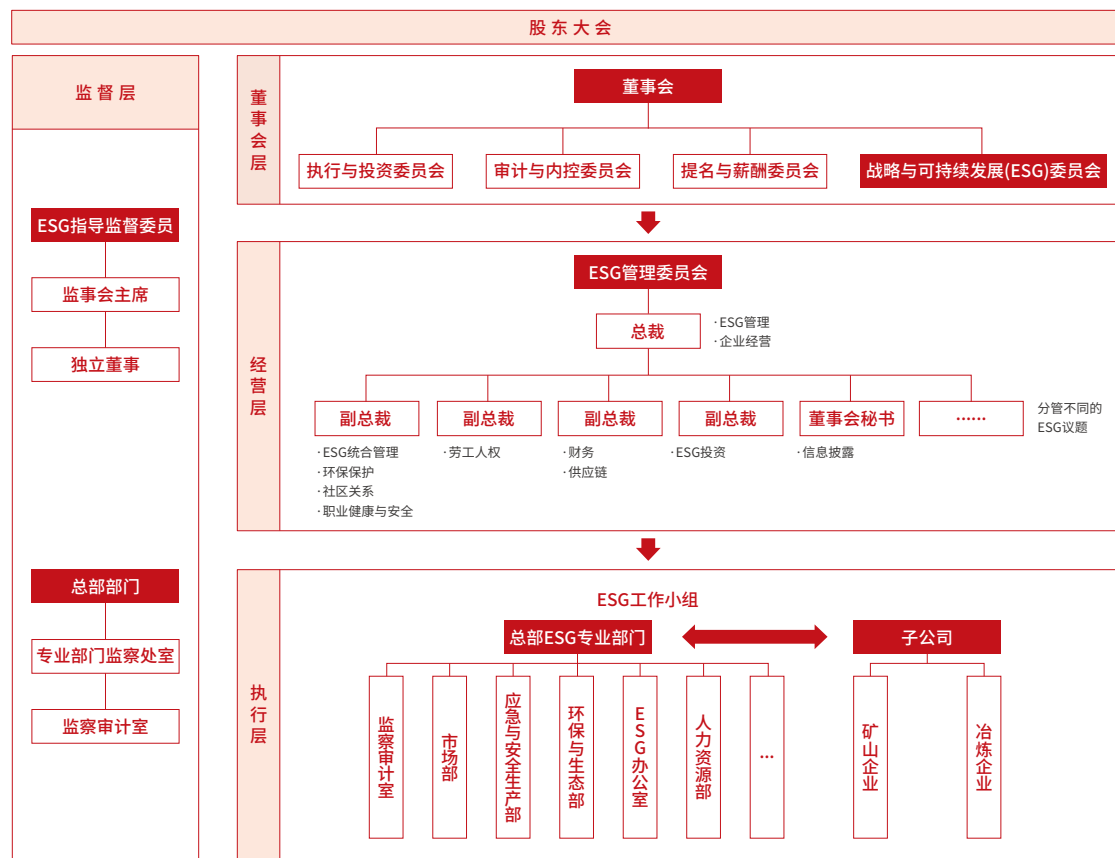 股东大会
监督层
ESG指导监督委员
监事会主席
独立董事
总部部门
专业部门监察处室
监察审计室
董事会层
董事会
执行与投资委员会
审计与内控委员会
提名与薪酬委员会
战略与可持续发展(ESG)委员会
经营层
ESG管理委员会
总裁
·ESG管理
·企业经营
副总裁
·ESG统合管理
·环保保护
·社区关系
·职业健康与安全
副总裁
·劳工人权
副总裁
·财务
·供应链
副总裁
·ESG投资
董事会秘书
·信息披露
······
分管不同的
ESG议题
执行层
ESG工作小组
总部ESG专业部门
子公司
监察审计室
市场部
应急与安全生产部
环保与生态部
ESG办公室
人力资源部
...
矿山企业
冶炼企业